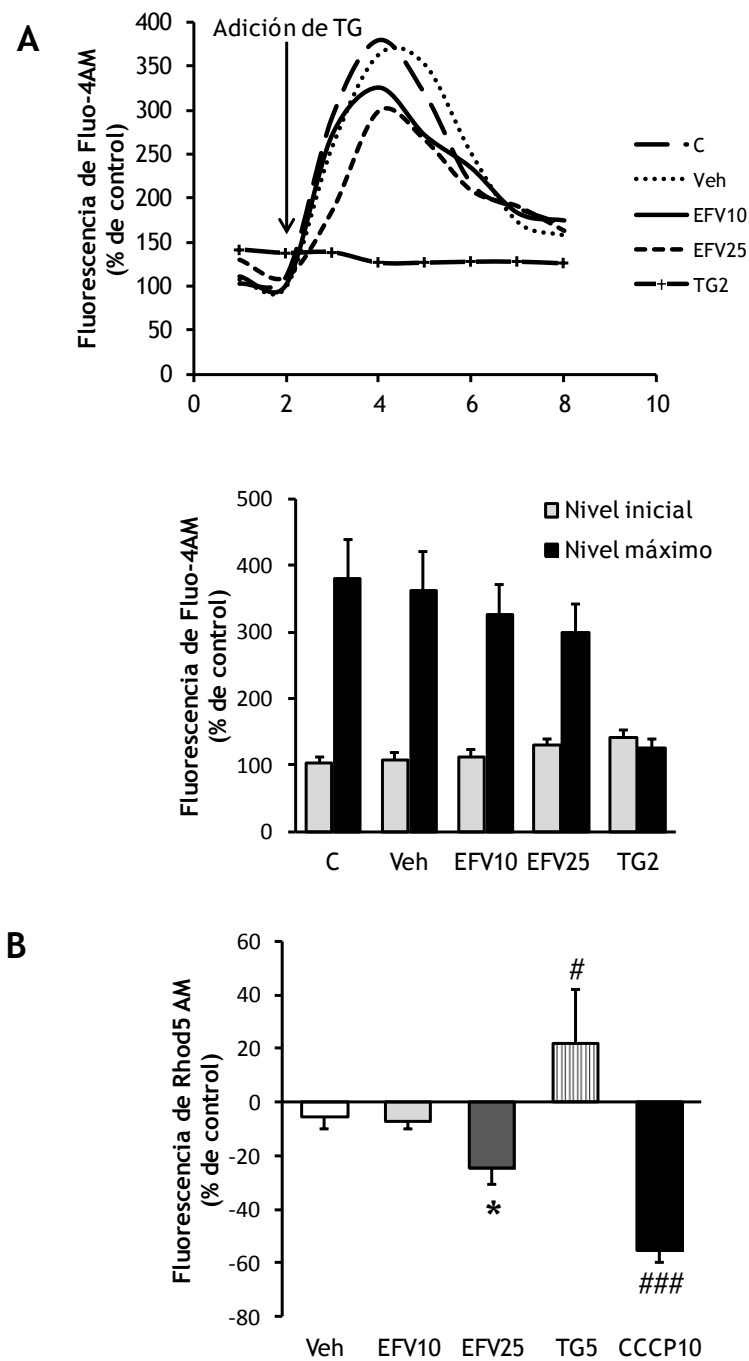 A
Adición de TG
Fluorescencia de Fluo-4AM
(% de control)
400
350
300
250
200
150
100
50
0
0 2 4 6 8 10
C
Veh
EFV10
EFV25
TG2
Fluorescencia de Fluo-4AM
(% de control)
500
400
300
200
100
0
Nivel inicial
Nivel máximo
C Veh EFV10 EFV25 TG2
B
Fluorescencia de Rhod5 AM
(% de control)
60
40
20
0
-20
-40
-60
-80
#
*
###
Veh EFV10 EFV25 TG5 CCCP10